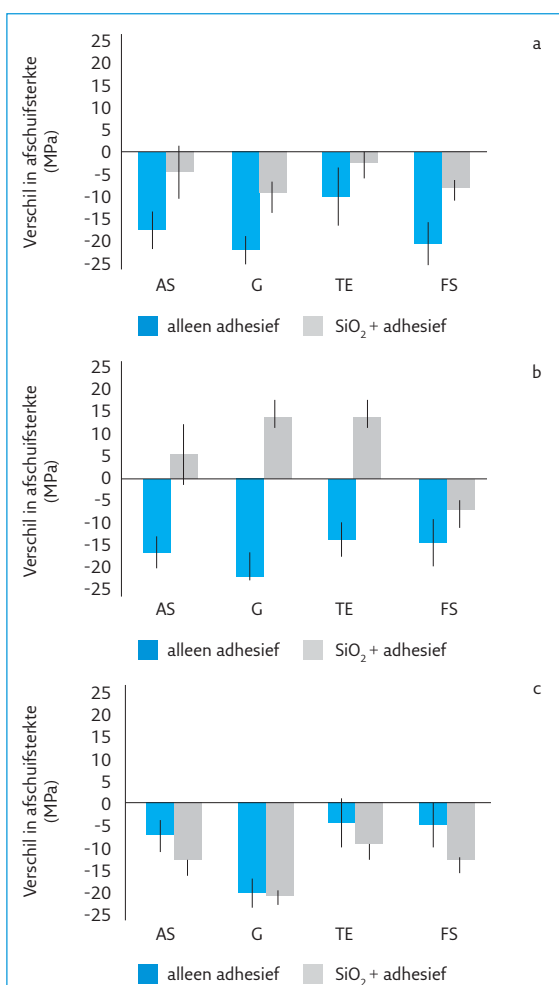 a
Verschil in afschuifsterkte
(MPa)
25
20
15
10
5
0
-5
-10
-15
-20
-25
AS G TE FS
alleen adhesief SiO₂ + adhesief
b
Verschil in afschuifsterkte
(MPa)
25
20
15
10
5
0
-5
-10
-15
-20
-25
AS G TE FS
alleen adhesief SiO₂ + adhesief
c
Verschil in afschuifsterkte
(MPa)
25
20
15
10
5
0
-5
-10
-15
-20
-25
AS G TE FS
alleen adhesief SiO₂ + adhesief